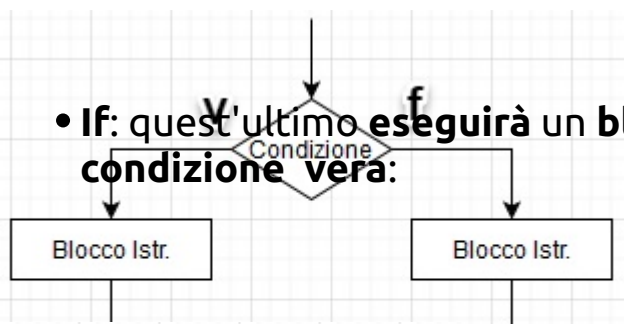 v f
• If: quest'ultimo eseguirà un bl
Condizione
condizione vera:
Blocco Istr. Blocco Istr.